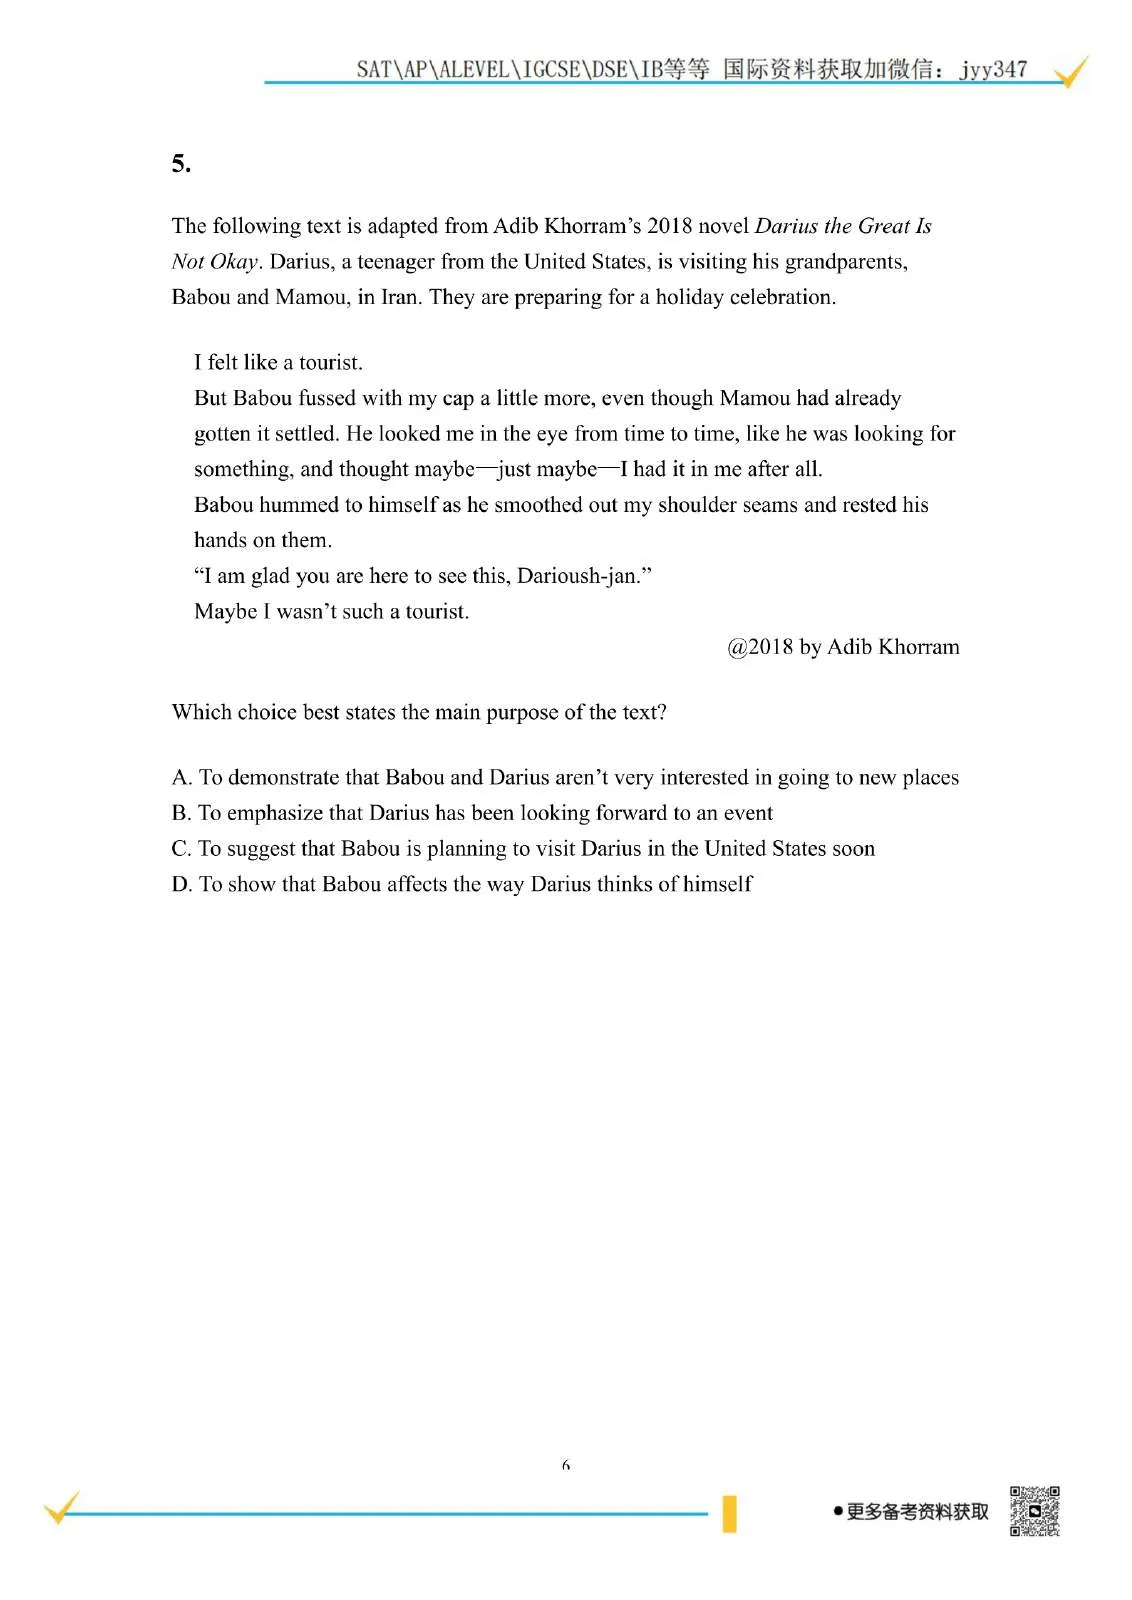 SAT\AP\ALEVEL\IGCSE\DSE\IB等等 国际资料获取加微信：jyy347
5.
The following text is adapted from Adib Khorram’s 2018 novel Darius the Great Is
Not Okay. Darius, a teenager from the United States, is visiting his grandparents,
Babou and Mamou, in Iran. They are preparing for a holiday celebration.
I felt like a tourist.
But Babou fussed with my cap a little more, even though Mamou had already
gotten it settled. He looked me in the eye from time to time, like he was looking for
something, and thought maybe—just maybe—I had it in me after all.
Babou hummed to himself as he smoothed out my shoulder seams and rested his
hands on them.
“I am glad you are here to see this, Darioush-jan.”
Maybe I wasn’t such a tourist.
@2018 by Adib Khorram
Which choice best states the main purpose of the text?
A. To demonstrate that Babou and Darius aren’t very interested in going to new places
B. To emphasize that Darius has been looking forward to an event
C. To suggest that Babou is planning to visit Darius in the United States soon
D. To show that Babou affects the way Darius thinks of himself
6
●更多备考资料获取